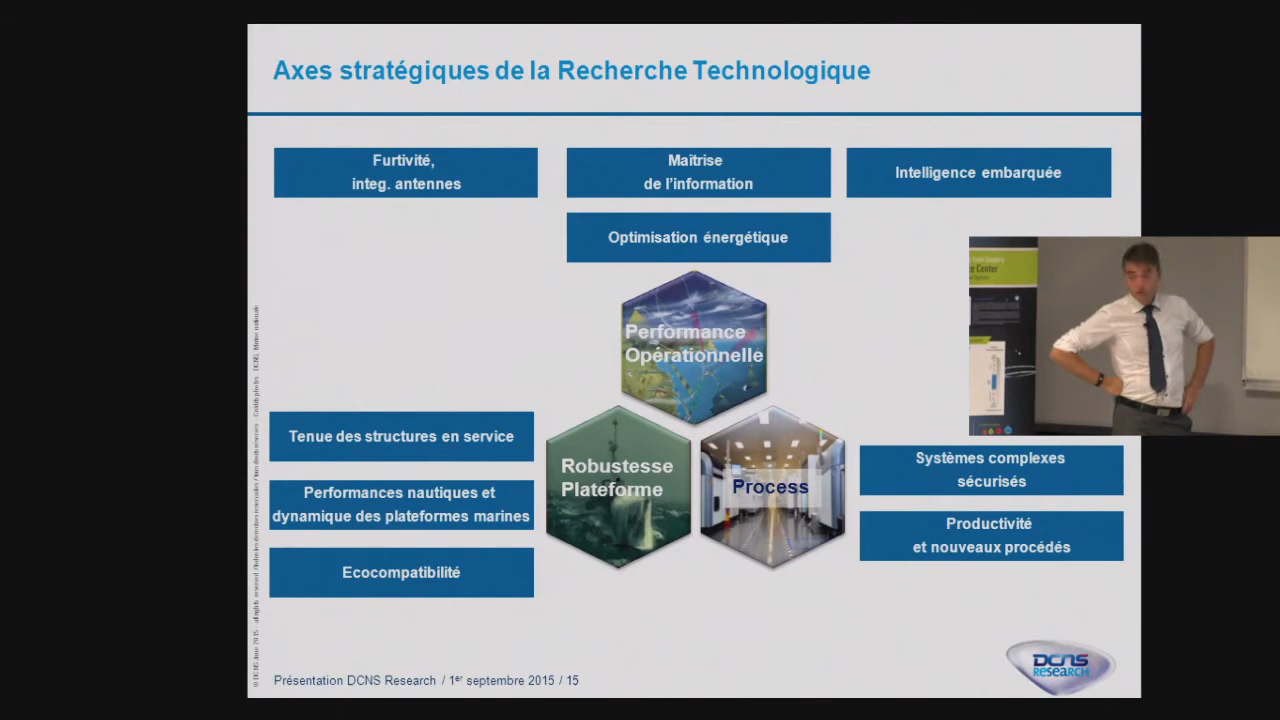 Axes stratégiques de la Recherche Technologique
Furtivité,
integ. antennes
Maîtrise
de l’information
Intelligence embarquée
Optimisation énergétique
Performance
Opérationnelle
Tenue des structures en service
Performances nautiques et
dynamique des plateformes marines
Ecocompatibilité
Robustesse
Plateforme
Process
Systèmes complexes
sécurisés
Productivité
et nouveaux procédés
Center
Présentation DCNS Research / 1er septembre 2015 / 15
DCNS
ReSeARCH